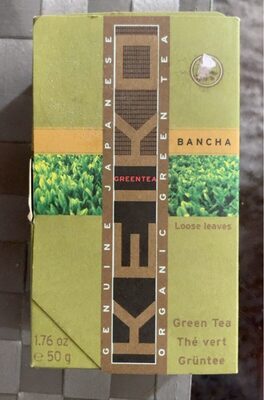 GENUINE JAPANESE
KEIKO
GREENTEA
ORGANIC GREEN TEA
BANCHA
Loose leaves
1.76 oz
℮ 50 g
Green Tea
Thé vert
Grüntee